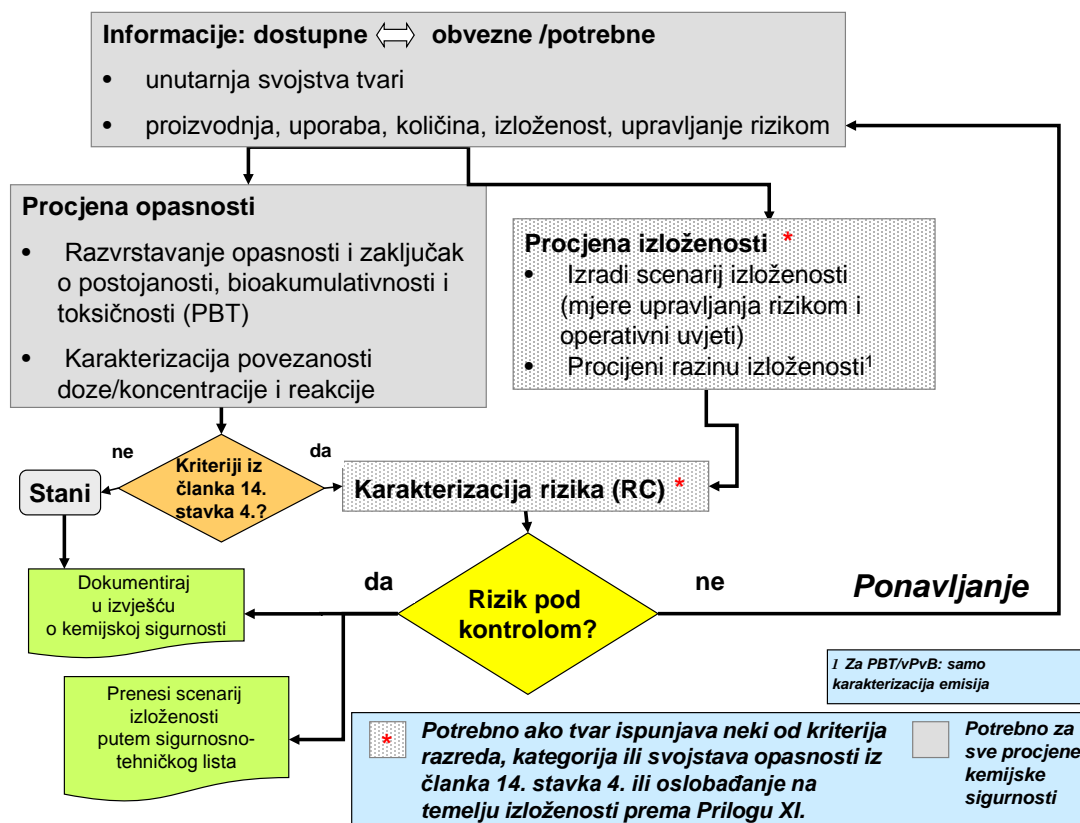 Informacije: dostupne ⇔ obvezne /potrebne
• unutarnja svojstva tvari
• proizvodnja, uporaba, količina, izloženost, upravljanje rizikom
Procjena opasnosti
• Razvrstavanje opasnosti i zaključak
o postojanosti, bioakumulativnosti i
toksičnosti (PBT)
• Karakterizacija povezanosti
doze/koncentracije i reakcije
Procjena izloženosti *
• Izradi scenarij izloženosti
(mjere upravljanja rizikom i
operativni uvjeti)
• Procijeni razinu izloženosti¹
ne
da
Kriteriji iz
članka 14.
stavka 4.?
Stani
Karakterizacija rizika (RC) *
Dokumentiraj
u izvješću
o kemijskoj sigurnosti
da
Rizik pod
kontrolom?
ne
Ponavljanje
Prenesi scenarij
izloženosti
putem sigurnosno-
tehničkog lista
1 Za PBT/vPvB: samo
karakterizacija emisija
* Potrebno ako tvar ispunjava neki od kriterija
razreda, kategorija ili svojstava opasnosti iz
članka 14. stavka 4. ili oslobađanje na
temelju izloženosti prema Prilogu XI.
Potrebno za
sve procjene
kemijske
sigurnosti